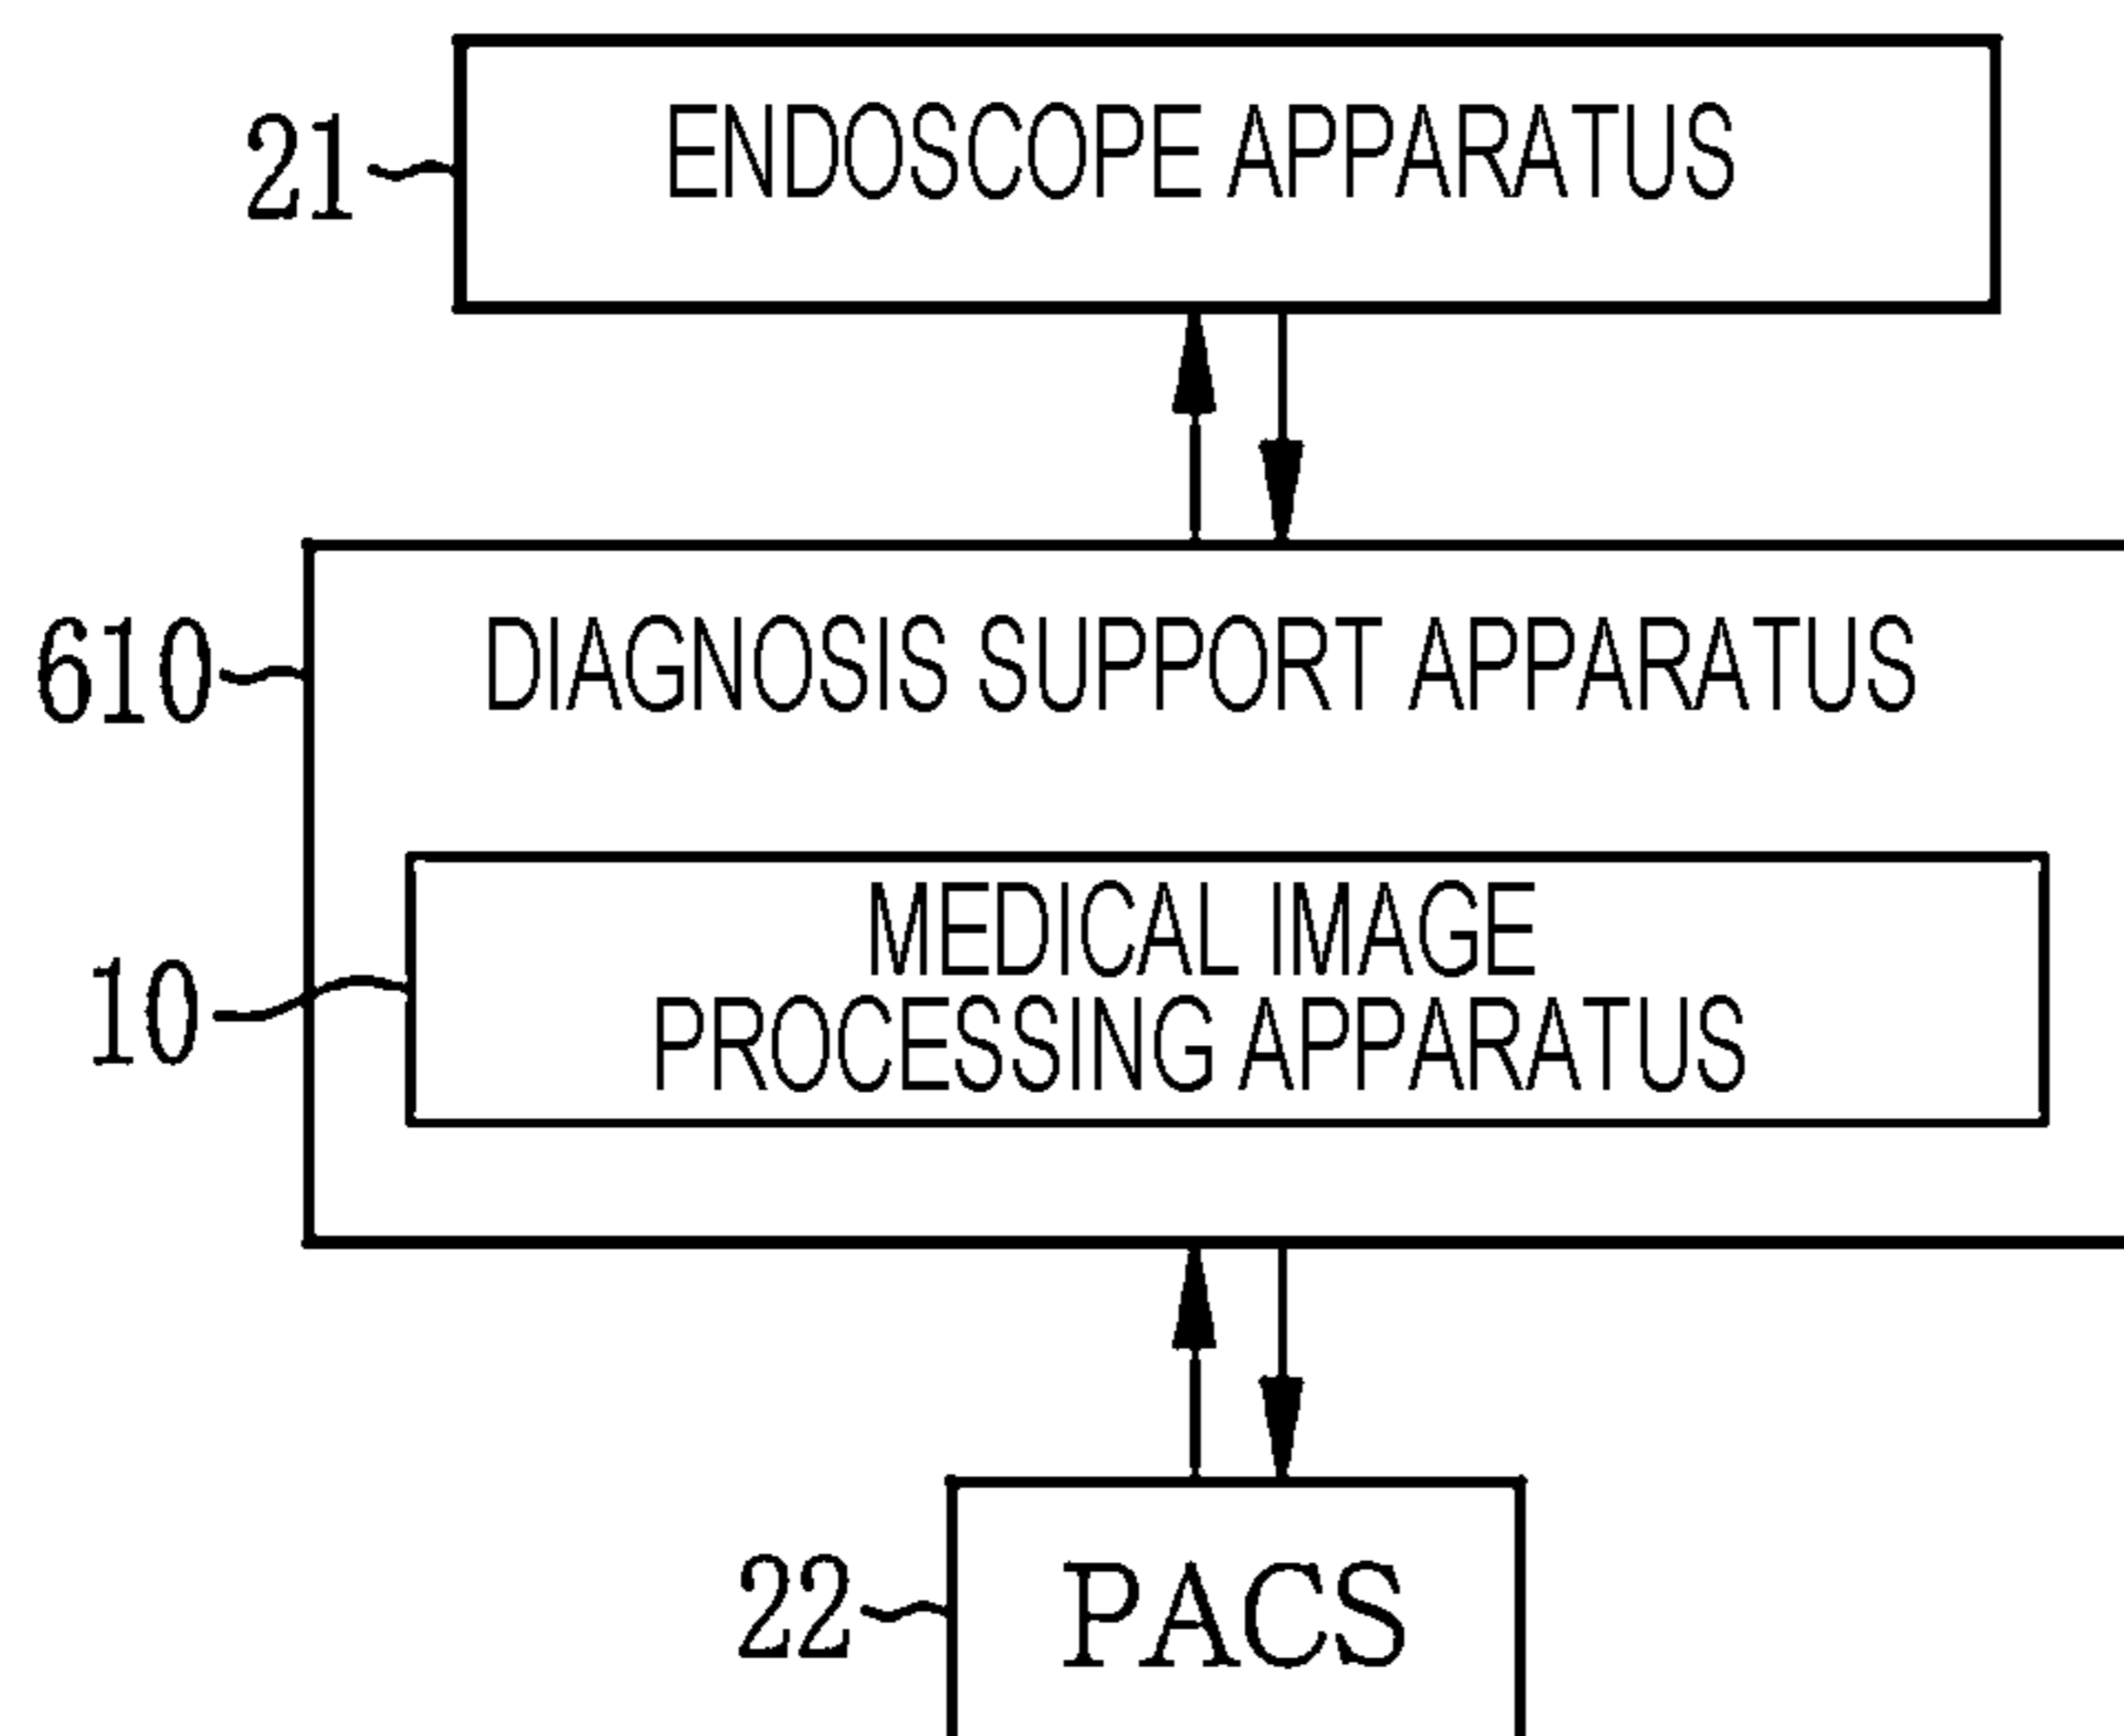 21 ENDOSCOPE APPARATUS
610 DIAGNOSIS SUPPORT APPARATUS
MEDICAL IMAGE
10 PROCESSING APPARATUS
22 PACS